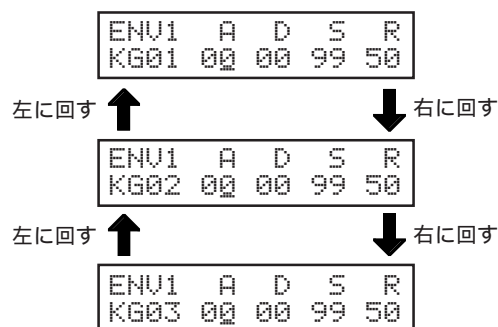 ENV1 A D S R
KG01 00 00 99 50
左に回す 右に回す
ENV1 A D S R
KG02 00 00 99 50
左に回す 右に回す
ENV1 A D S R
KG03 00 00 99 50